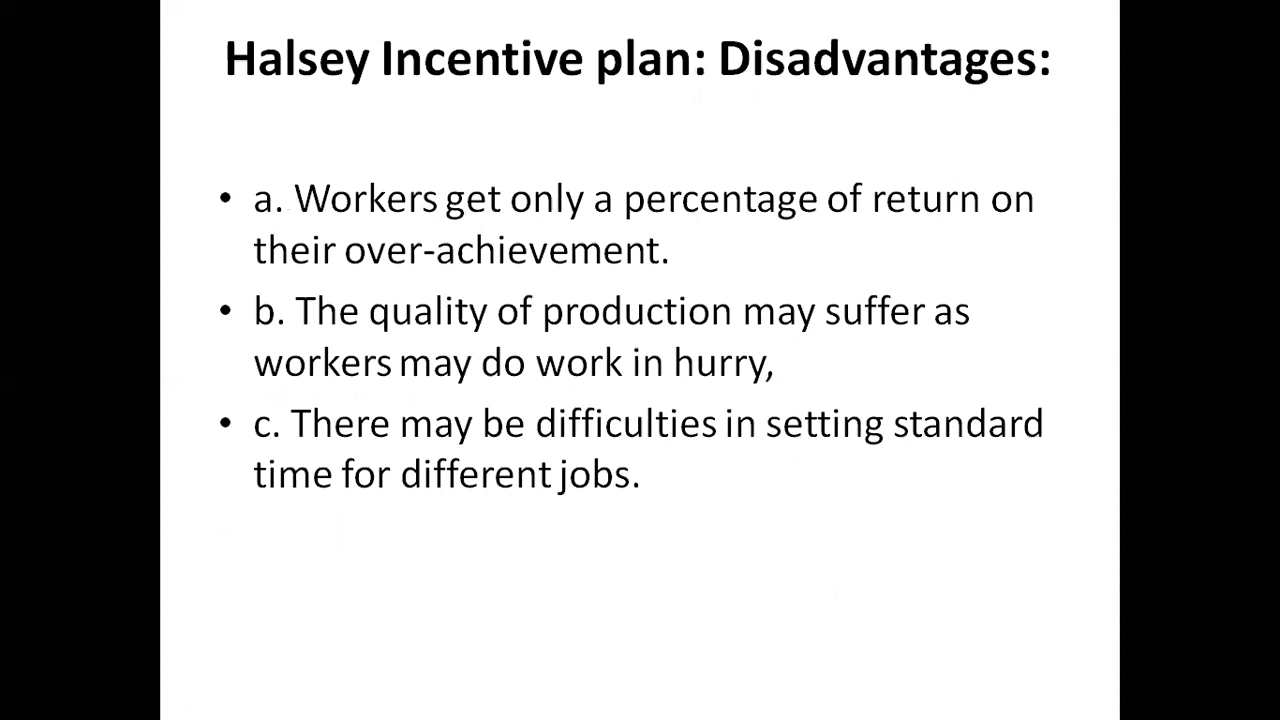 Halsey Incentive plan: Disadvantages:
• a. Workers get only a percentage of return on
their over-achievement.
• b. The quality of production may suffer as
workers may do work in hurry,
• c. There may be difficulties in setting standard
time for different jobs.